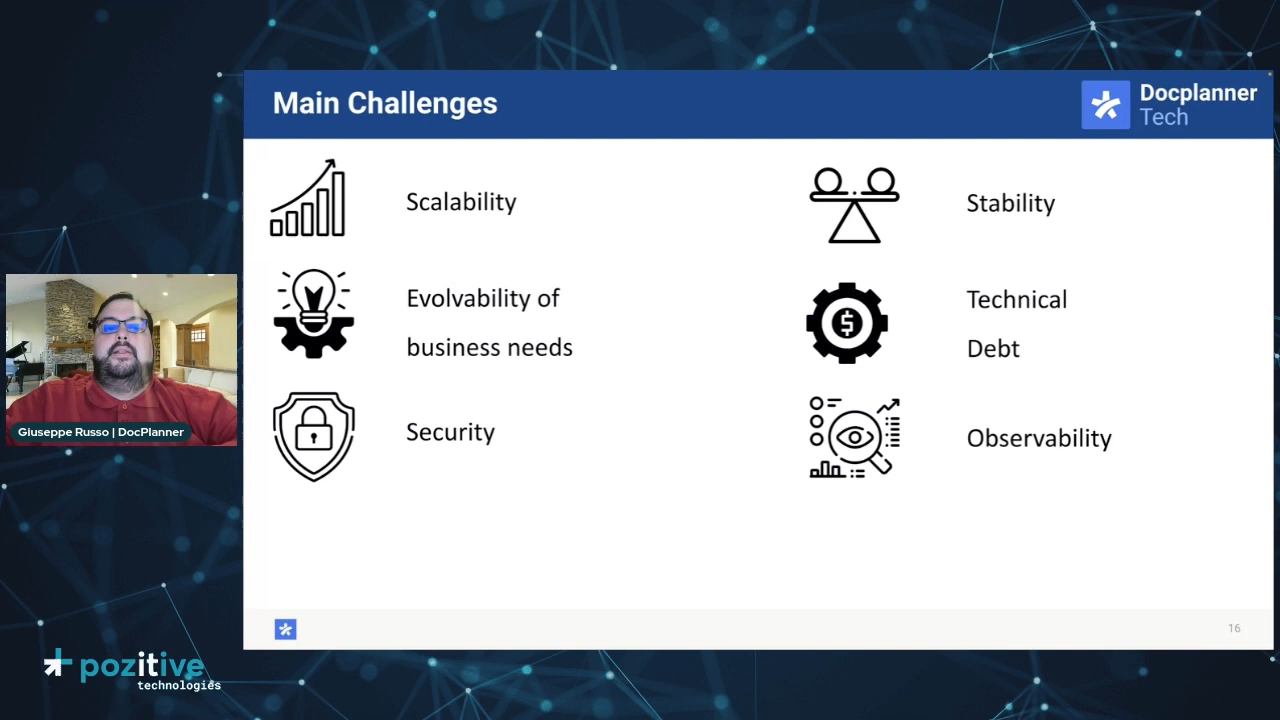 Main Challenges
Docplanner
Tech
Scalability
Stability
Evolvability of
business needs
Technical
Debt
Security
Observability
Giuseppe Russo | DocPlanner
16
pozitive
technologies